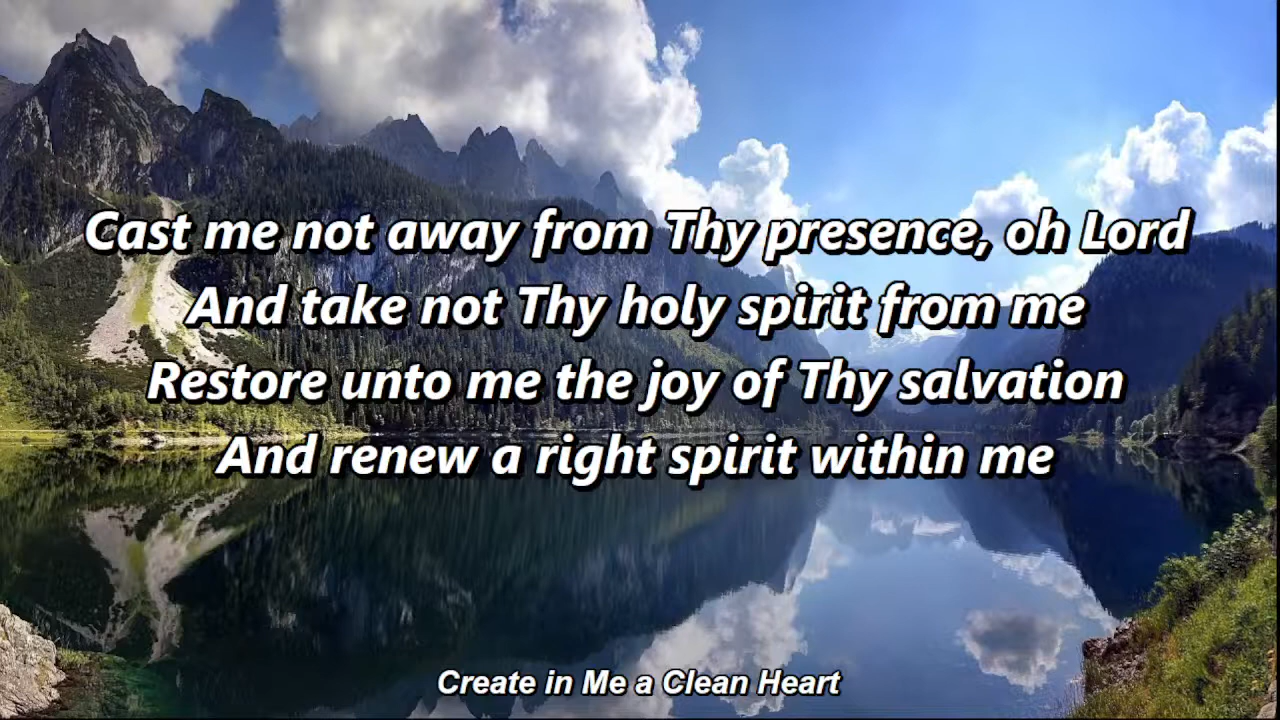 Cast me not away from Thy presence, oh Lord
And take not Thy holy spirit from me
Restore unto me the joy of Thy salvation
And renew a right spirit within me
Create in Me a Clean Heart